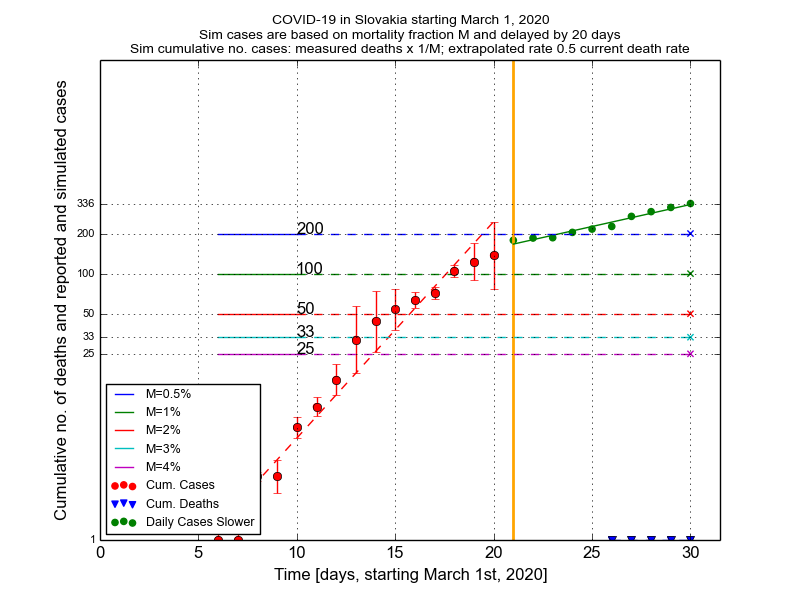 COVID-19 in Slovakia starting March 1, 2020
Sim cases are based on mortality fraction M and delayed by 20 days
Sim cumulative no. cases: measured deaths x 1/M; extrapolated rate 0.5 current death rate
Cumulative no. of deaths and reported and simulated cases
336
200
100
50
33
25
1
200
100
50
33
25
M=0.5%
M=1%
M=2%
M=3%
M=4%
Cum. Cases
Cum. Deaths
Daily Cases Slower
0 5 10 15 20 25 30
Time [days, starting March 1st, 2020]